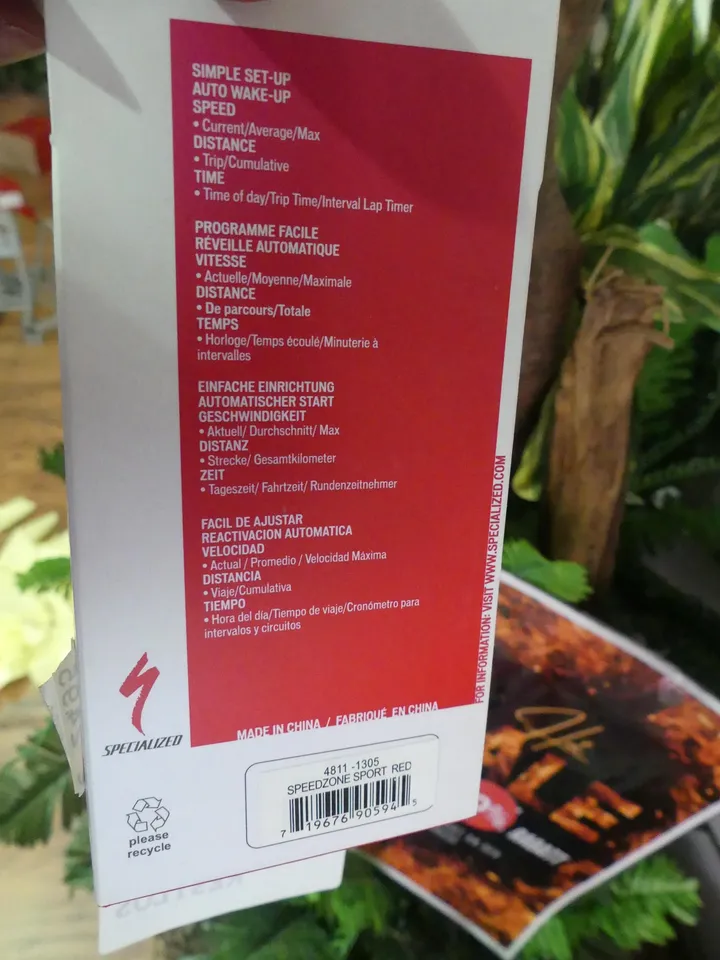 SIMPLE SET-UP
AUTO WAKE-UP
SPEED
• Current/Average/Max
DISTANCE
• Trip/Cumulative
TIME
• Time of day/Trip Time/Interval Lap Timer
PROGRAMME FACILE
RÉVEILLE AUTOMATIQUE
VITESSE
• Actuelle/Moyenne/Maximale
DISTANCE
• De parcours/Totale
TEMPS
• Horloge/Temps écoulé/Minuterie à
intervalles
EINFACHE EINRICHTUNG
AUTOMATISCHER START
GESCHWINDIGKEIT
• Aktuell/ Durchschnitt/ Max
DISTANZ
• Strecke/ Gesamtkilometer
ZEIT
• Tageszeit/ Fahrtzeit/ Rundenzeitnehmer
FACIL DE AJUSTAR
REACTIVACION AUTOMATICA
VELOCIDAD
• Actual / Promedio / Velocidad Máxima
DISTANCIA
• Viaje/Cumulativa
TIEMPO
• Hora del día/Tiempo de viaje/Cronómetro para
intervalos y circuitos
FOR INFORMATION: VISIT WWW.SPECIALIZED.COM
MADE IN CHINA / FABRIQUÉ EN CHINA
SPECIALIZED
4811 -1305
SPEEDZONE SPORT RED
7 19676 90594 5
please
recycle